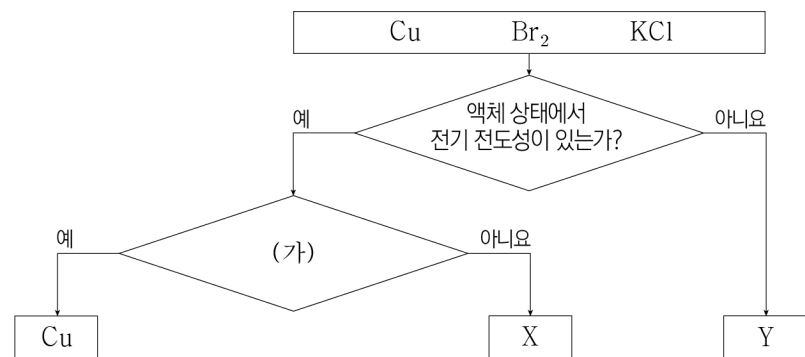 Cu Br₂ KCl
액체 상태에서
전기 전도성이 있는가?
예
아니요
(가)
예
아니요
Cu
X
Y